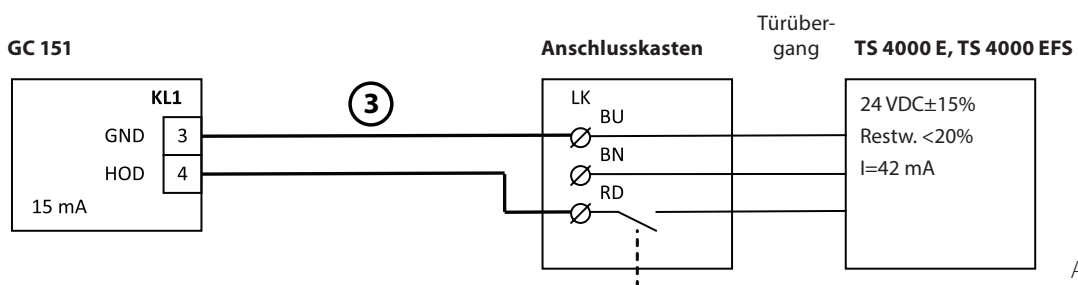 GC 151
KL1
GND 3
HOD 4
15 mA
3
Anschlusskasten
LK
BU
BN
RD
Türüber-
gang
TS 4000 E, TS 4000 EFS
24 VDC±15%
Restw. <20%
I=42 mA
A